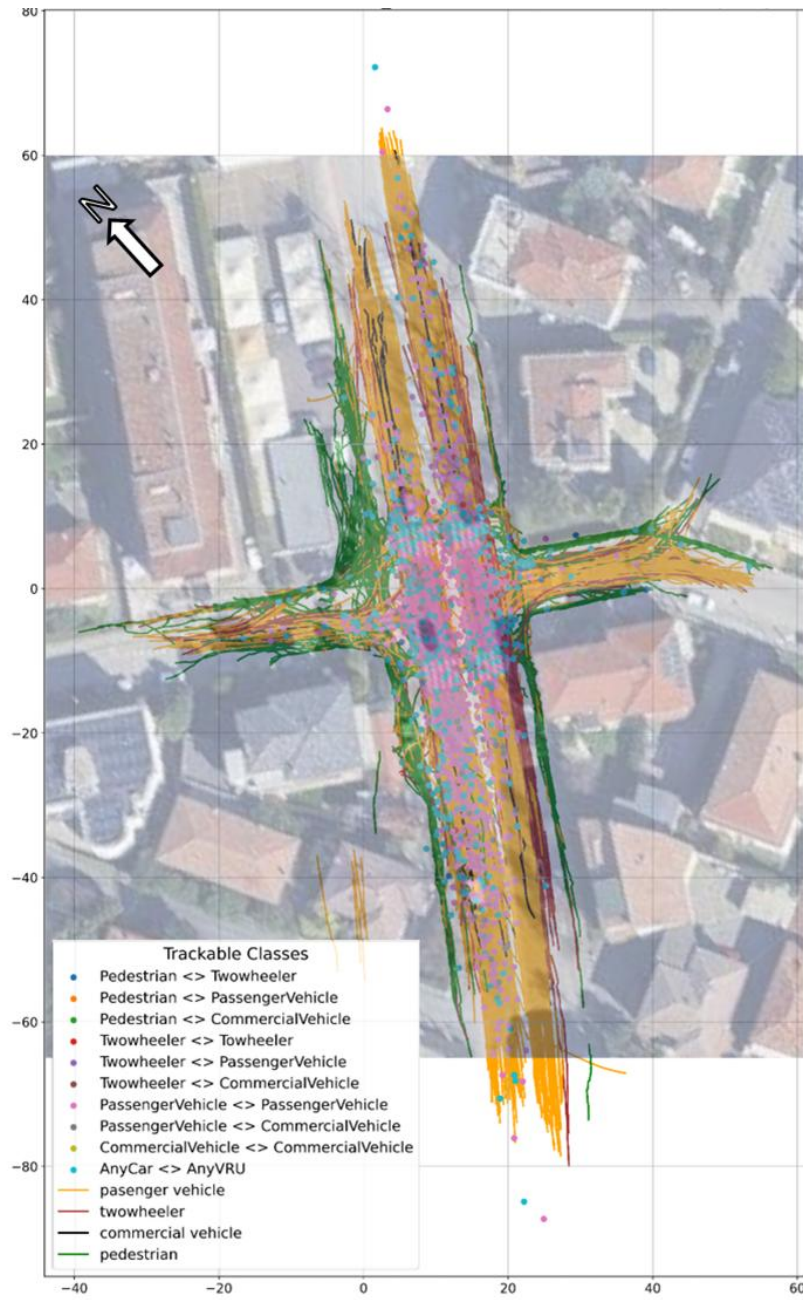 80
60
N
40
20
0
−20
−40
Trackable Classes
Pedestrian <> Twowheeler
Pedestrian <> PassengerVehicle
Pedestrian <> CommercialVehicle
Twowheeler <> Towheeler
Twowheeler <> PassengerVehicle
Twowheeler <> CommercialVehicle
PassengerVehicle <> PassengerVehicle
PassengerVehicle <> CommercialVehicle
CommercialVehicle <> CommercialVehicle
AnyCar <> AnyVRU
pasenger vehicle
twowheeler
commercial vehicle
pedestrian
−60
−80
−40 −20 0 20 40 60